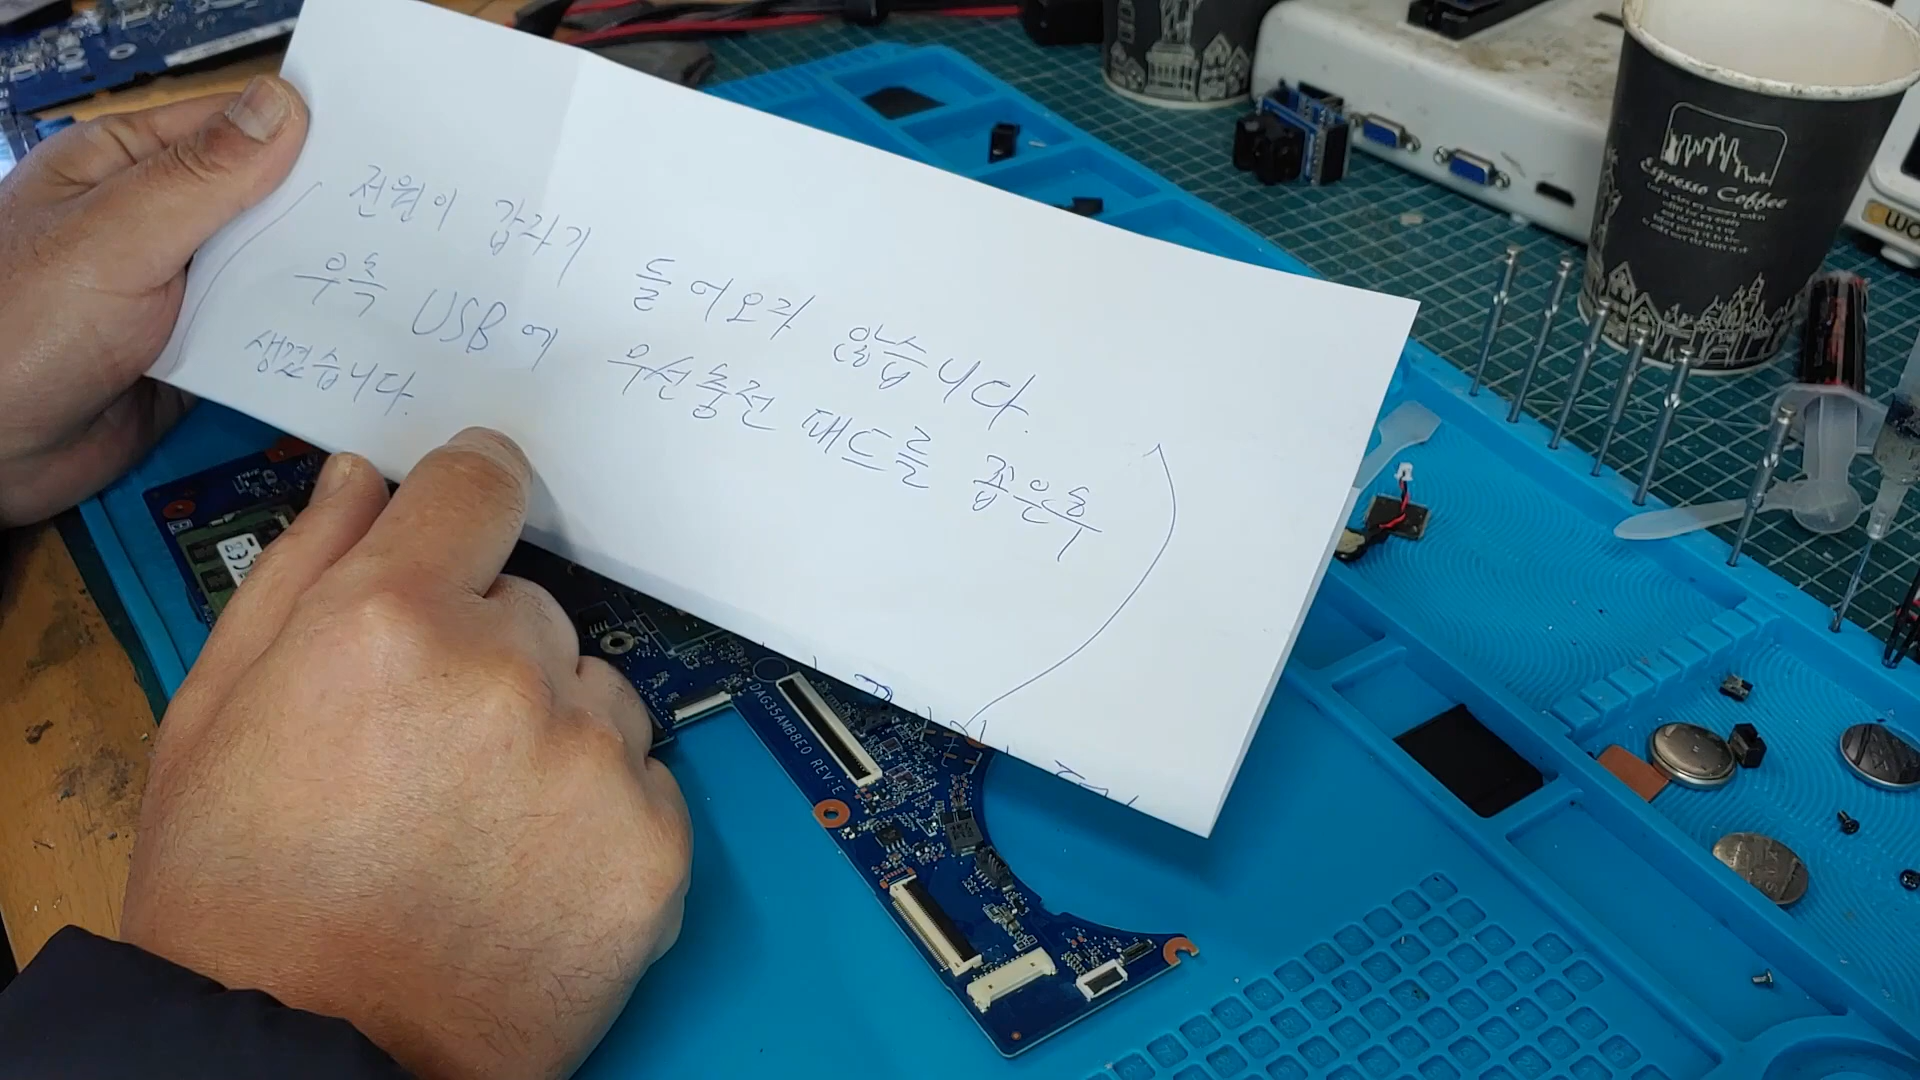 전원이 갑자기 들어오지 않습니다.
우측 USB에 무선충전 패드를 꼽은후
생겼습니다.
Espresso Coffee
DAG35AMB8E0 REV:E